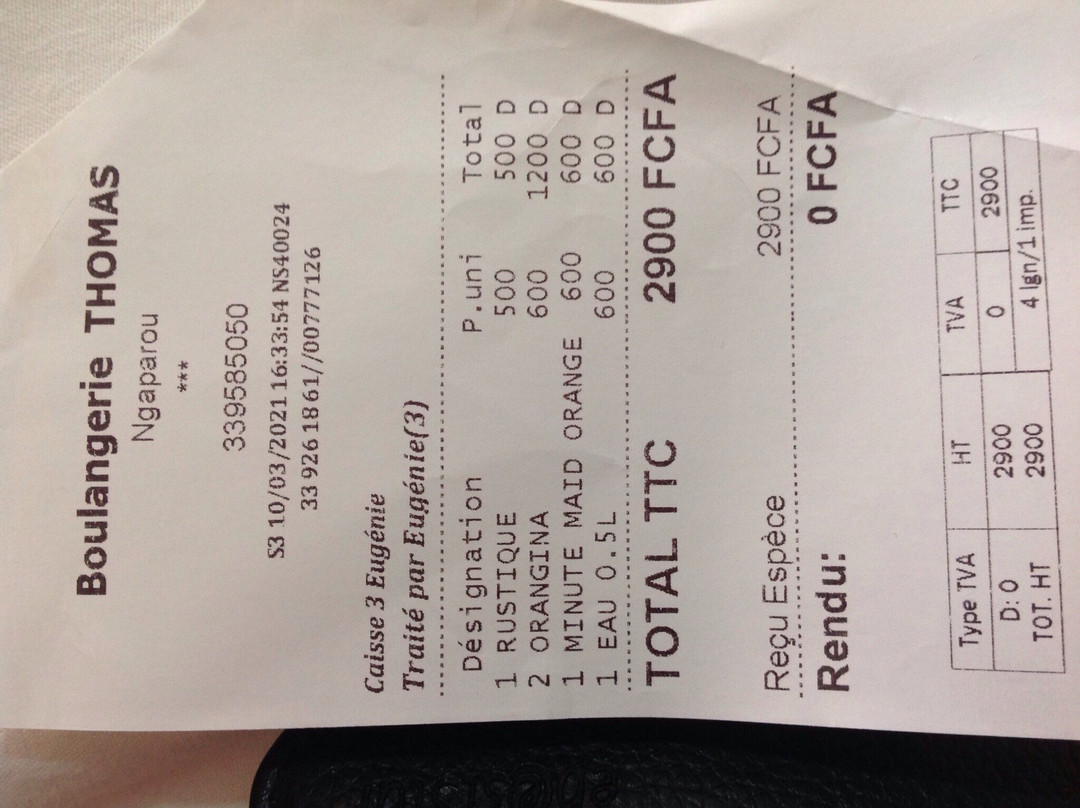 Boulangerie THOMAS
Ngaparou
***
339585050
S3 10/03/2021 16:33:54 NS40024
33 926 18 61//00777126
Caisse 3 Eugénie
Traité par Eugénie(3)
Désignation P.uni Total
1 RUSTIQUE 500 500 D
2 ORANGINA 600 1200 D
1 MINUTE MAID ORANGE 600 600 D
1 EAU 0.5L 600 600 D
TOTAL TTC 2900 FCFA
Reçu Espèce 2900 FCFA
Rendu: 0 FCFA
Type TVA HT TVA TTC
D: 0 2900 0 2900
TOT. HT 2900 4 lgn/1 imp.